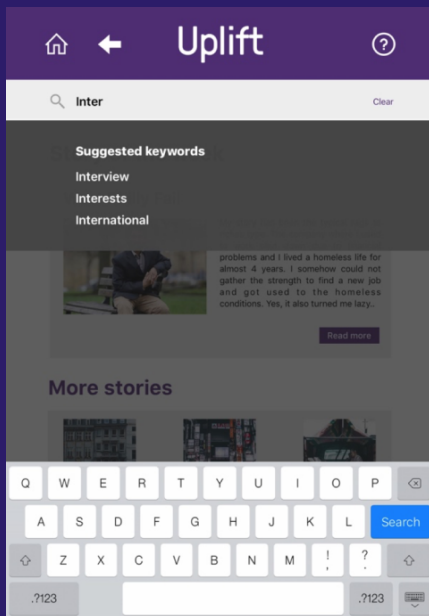 Uplift
?
Inter
Clear
Suggested keywords
Interview
Interests
International
problems and I lived a homeless life for
almost 4 years. I somehow could not
gather the strength to find a new job
and got used to the homeless
conditions. Yes, it also turned me lazy..
Read more
More stories
Q W E R T Y U I O P
A S D F G H J K L Search
Z X C V B N M ! , ? .
.?123 .?123